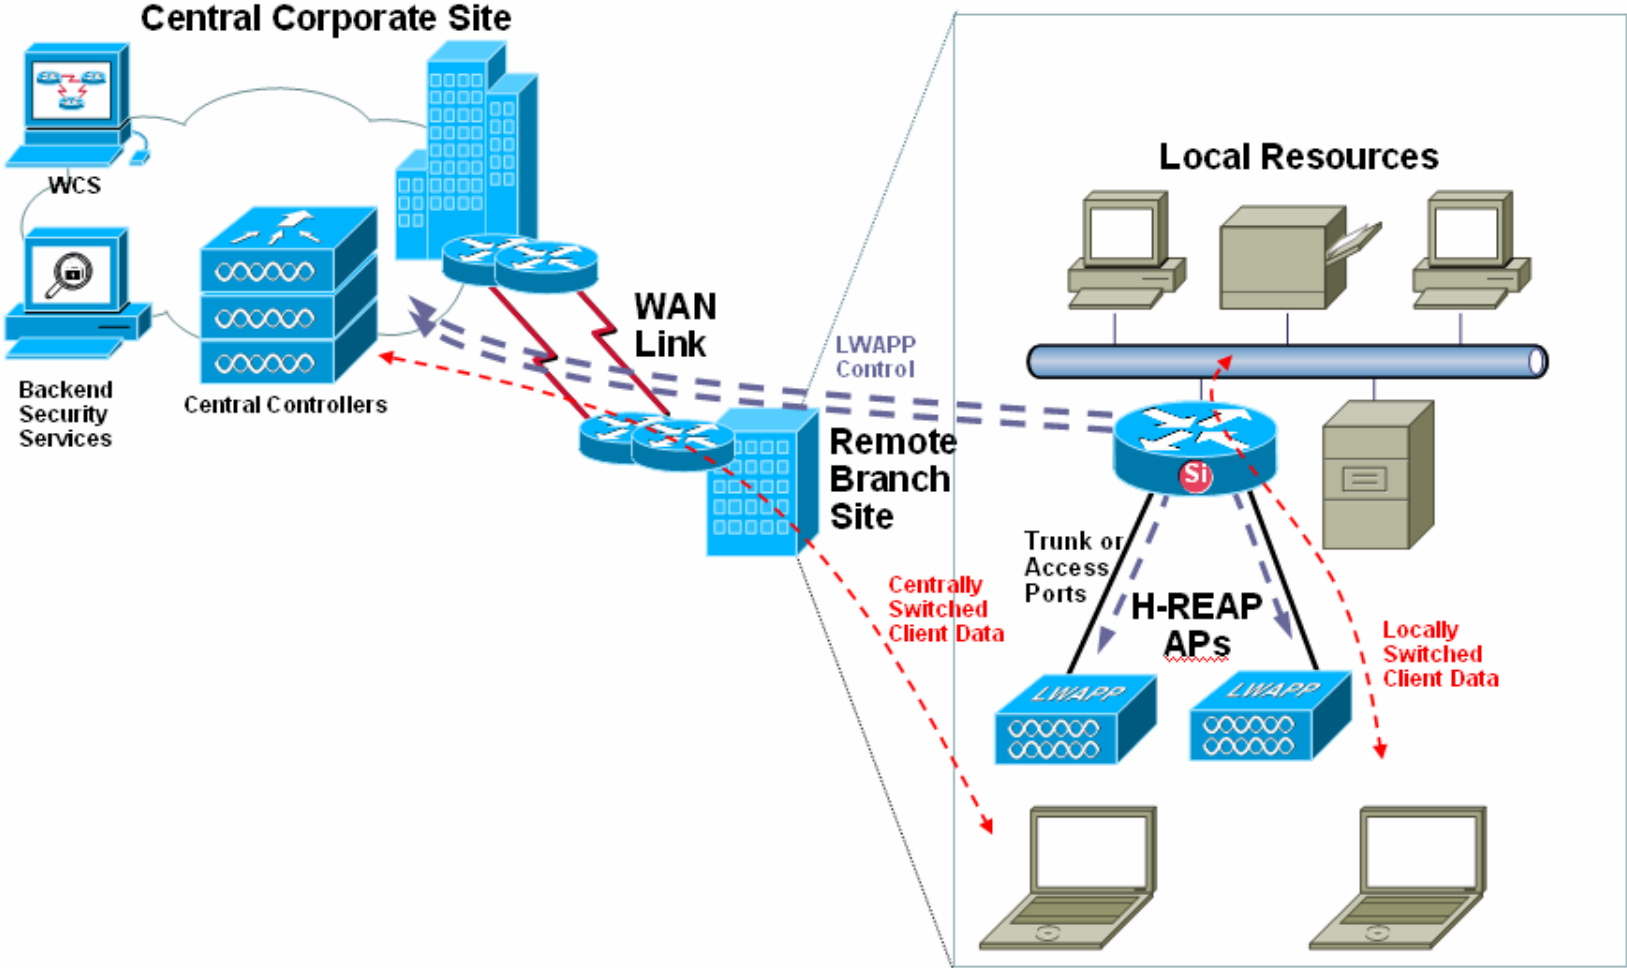 Central Corporate Site
WCS
Backend
Security
Services
Central Controllers
WAN
Link
LWAPP
Control
Remote
Branch
Site
Local Resources
Si
Trunk or
Access
Ports
H-REAP
APs
Centrally
Switched
Client Data
Locally
Switched
Client Data
LWAPP
LWAPP